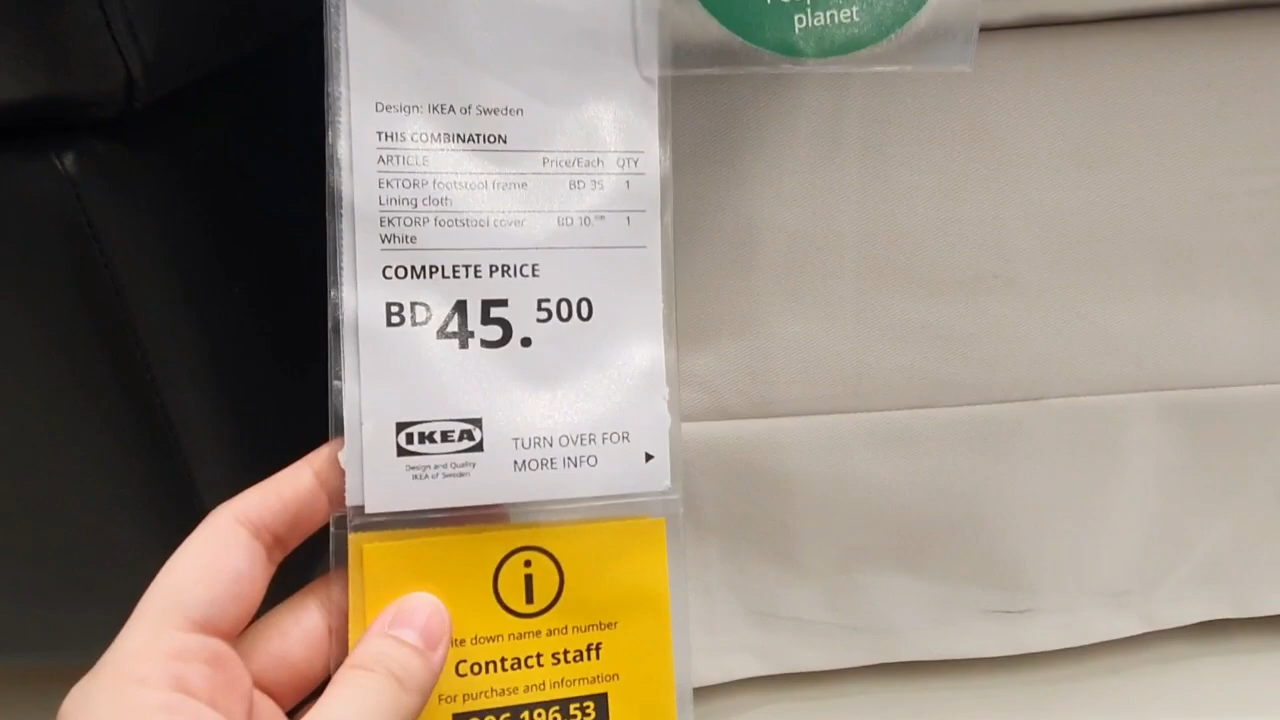 planet
Design: IKEA of Sweden
THIS COMBINATION
ARTICLE Price/Each QTY
EKTORP footstool frame BD 35 1
Lining cloth
EKTORP footstool cover BD 10. 1
White
COMPLETE PRICE
BD 45.500
IKEA
Design and Quality
IKEA of Sweden
TURN OVER FOR
MORE INFO
ite down name and number
Contact staff
For purchase and information
196.53